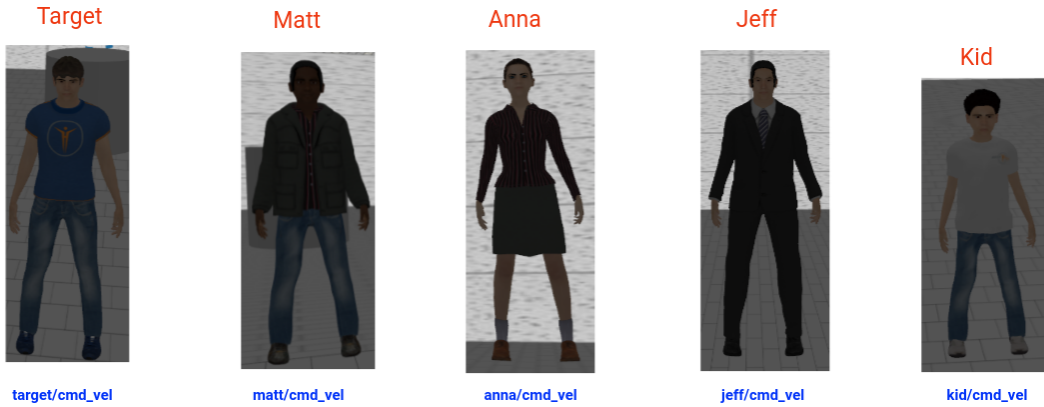 Target
Matt
Anna
Jeff
Kid
target/cmd_vel
matt/cmd_vel
anna/cmd_vel
jeff/cmd_vel
kid/cmd_vel